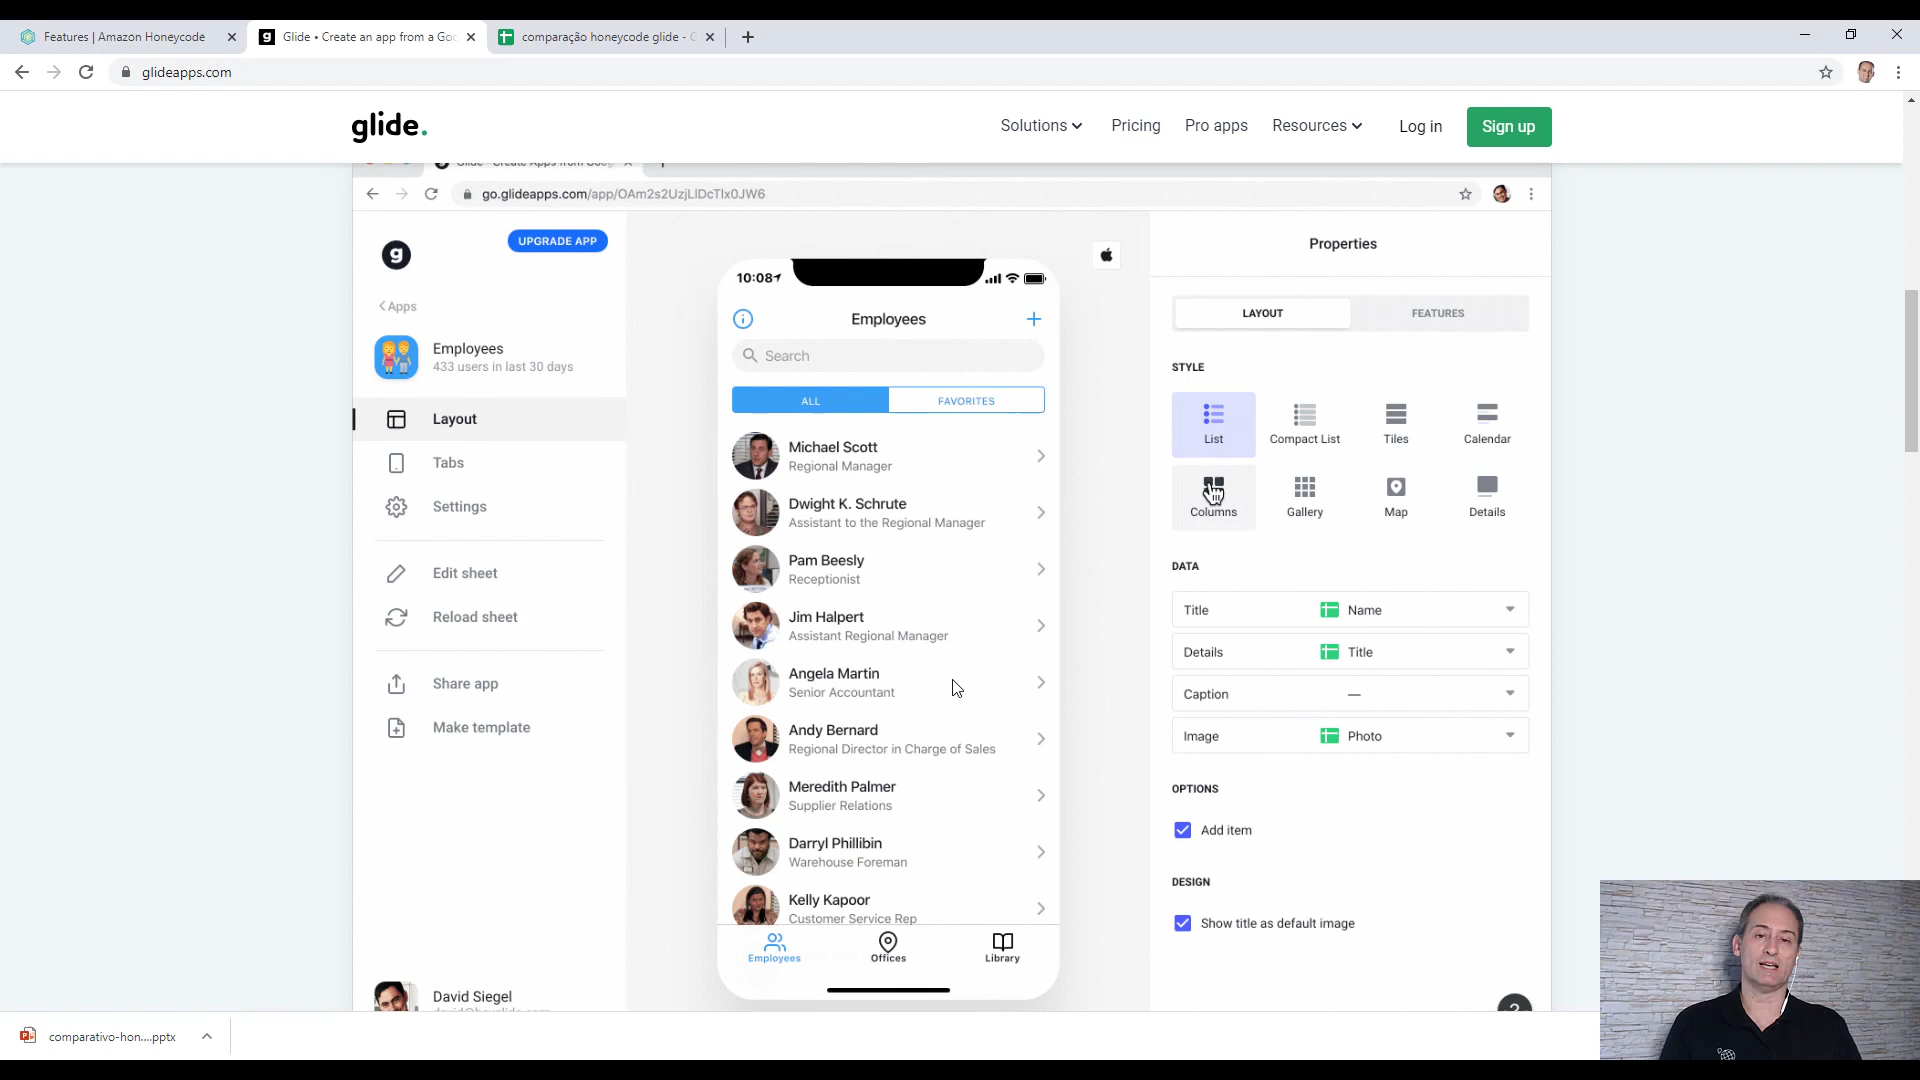 Features | Amazon Honeycode
Glide • Create an app from a Goo
comparação honeycode glide - G
glideapps.com
glide.
Solutions
Pricing
Pro apps
Resources
Log in
Sign up
Glide - Create Apps from Goog
go.glideapps.com/app/OAm2s2UzjLlDcTlx0JW6
g
UPGRADE APP
Apps
Employees
433 users in last 30 days
Layout
Tabs
Settings
Edit sheet
Reload sheet
Share app
Make template
David Siegel
10:08
Employees
Search
ALL
FAVORITES
Michael Scott
Regional Manager
Dwight K. Schrute
Assistant to the Regional Manager
Pam Beesly
Receptionist
Jim Halpert
Assistant Regional Manager
Angela Martin
Senior Accountant
Andy Bernard
Regional Director in Charge of Sales
Meredith Palmer
Supplier Relations
Darryl Phillibin
Warehouse Foreman
Kelly Kapoor
Customer Service Rep
Employees
Offices
Library
Properties
LAYOUT
FEATURES
STYLE
List
Compact List
Tiles
Calendar
Columns
Gallery
Map
Details
DATA
Title
Name
Details
Title
Caption
—
Image
Photo
OPTIONS
Add item
DESIGN
Show title as default image
?
comparativo-hon....pptx